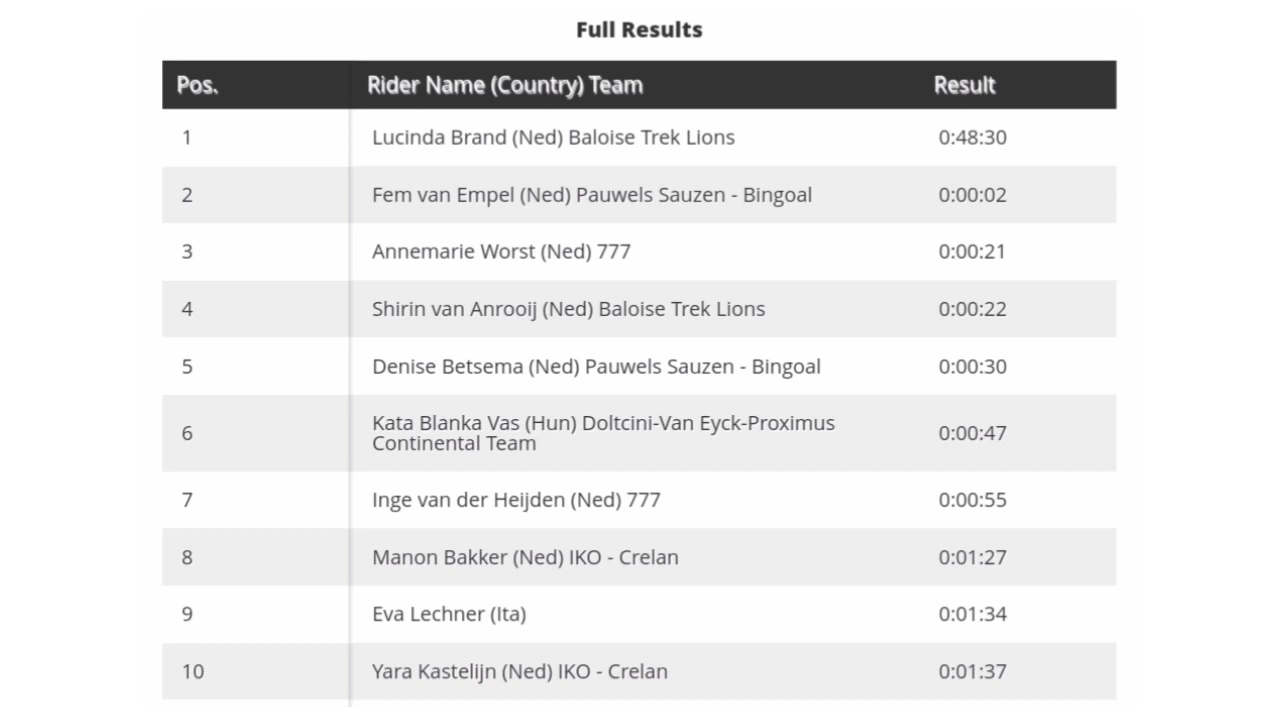 Full Results
Pos. Rider Name (Country) Team Result
1 Lucinda Brand (Ned) Baloise Trek Lions 0:48:30
2 Fem van Empel (Ned) Pauwels Sauzen - Bingoal 0:00:02
3 Annemarie Worst (Ned) 777 0:00:21
4 Shirin van Anrooij (Ned) Baloise Trek Lions 0:00:22
5 Denise Betsema (Ned) Pauwels Sauzen - Bingoal 0:00:30
6 Kata Blanka Vas (Hun) Doltcini-Van Eyck-Proximus Continental Team 0:00:47
7 Inge van der Heijden (Ned) 777 0:00:55
8 Manon Bakker (Ned) IKO - Crelan 0:01:27
9 Eva Lechner (Ita) 0:01:34
10 Yara Kastelijn (Ned) IKO - Crelan 0:01:37